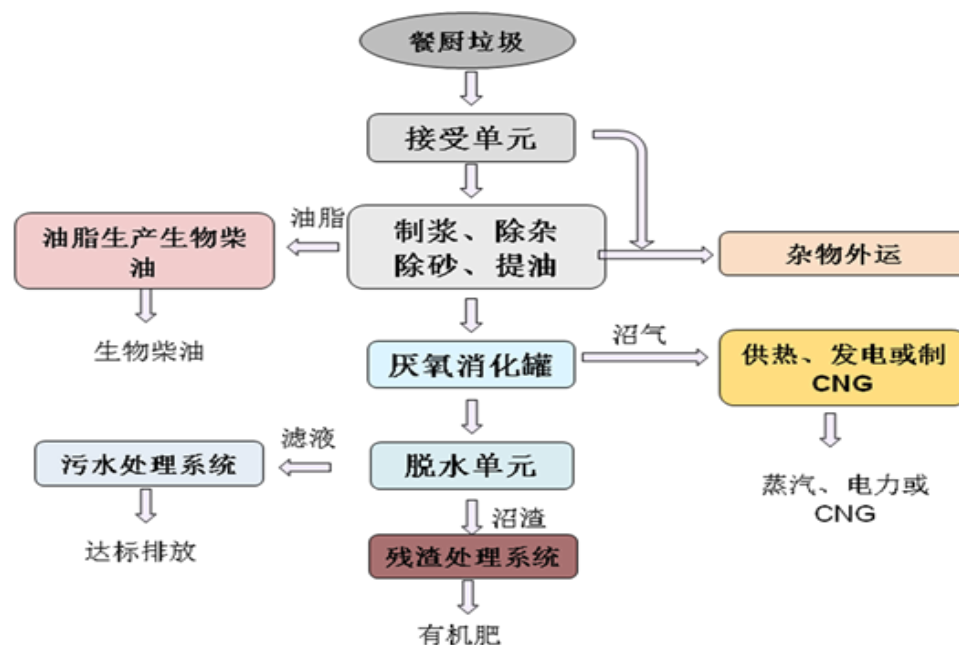 餐厨垃圾
接受单元
油脂
制浆、除杂
除砂、提油
油脂生产生物柴
油
杂物外运
生物柴油
厌氧消化罐
沼气
供热、发电或制
CNG
滤液
污水处理系统
脱水单元
蒸汽、电力或
CNG
沼渣
达标排放
残渣处理系统
有机肥